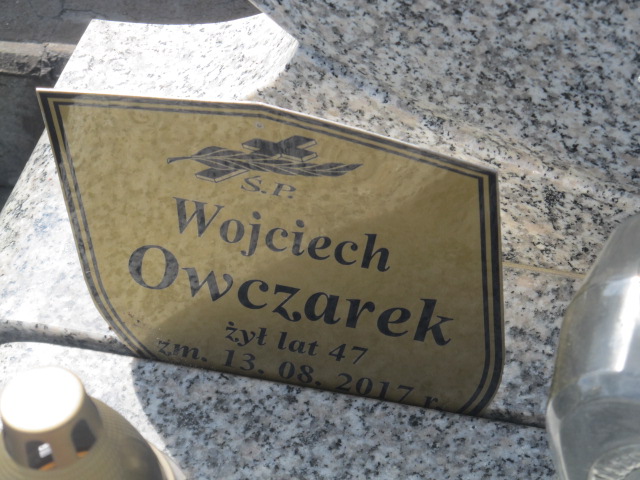 Ś.P.
Wojciech
Owczarek
żył lat 47
zm. 13. 08. 2017 r.